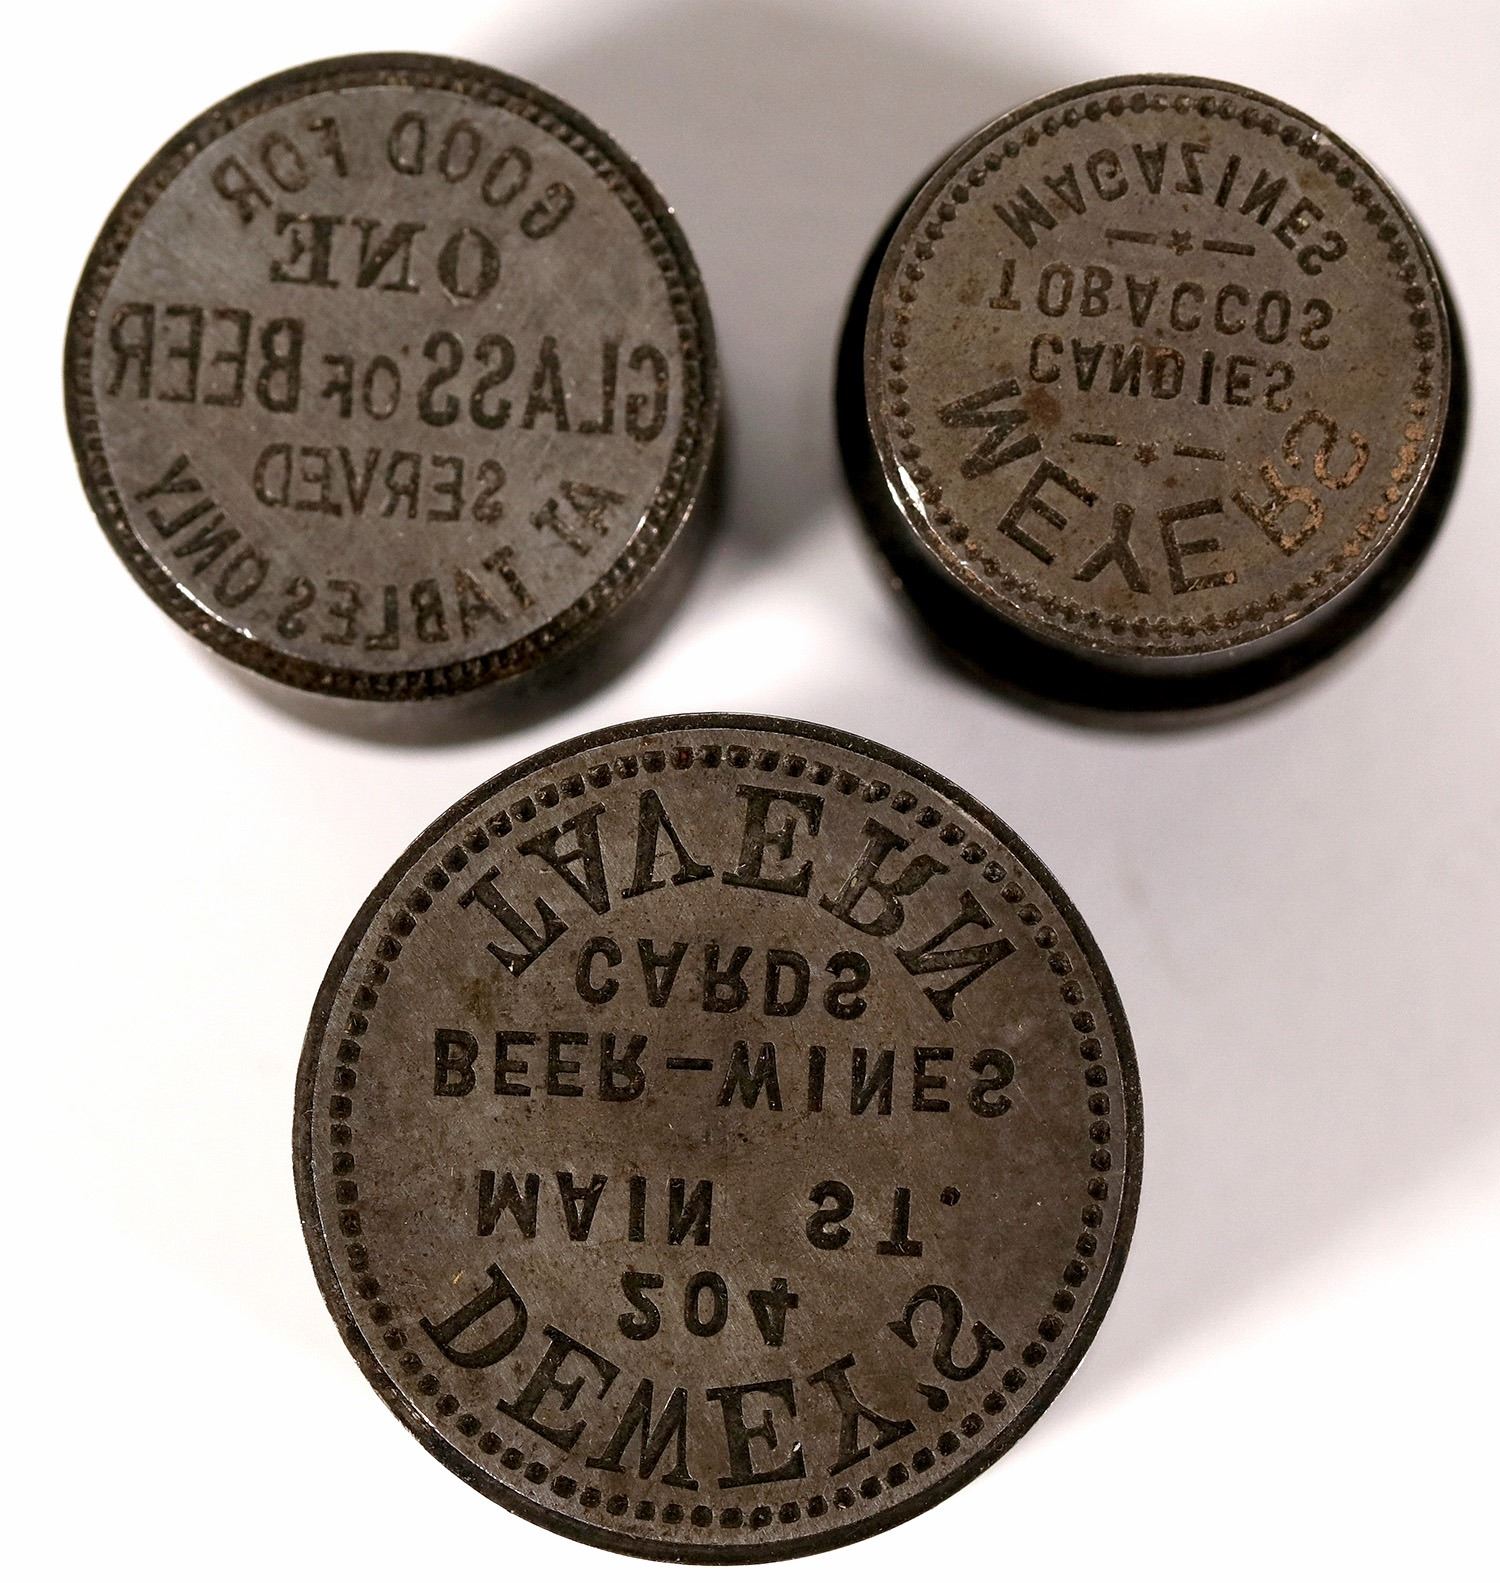 GOOD FOR
ONE
GLASS OF BEER
SERVED
AT TABLES ONLY
MEYERS
CANDIES
TOBACCOS
MAGAZINES
DEWEY'S
204
MAIN ST.
BEER-WINES
CARDS
TAVERN